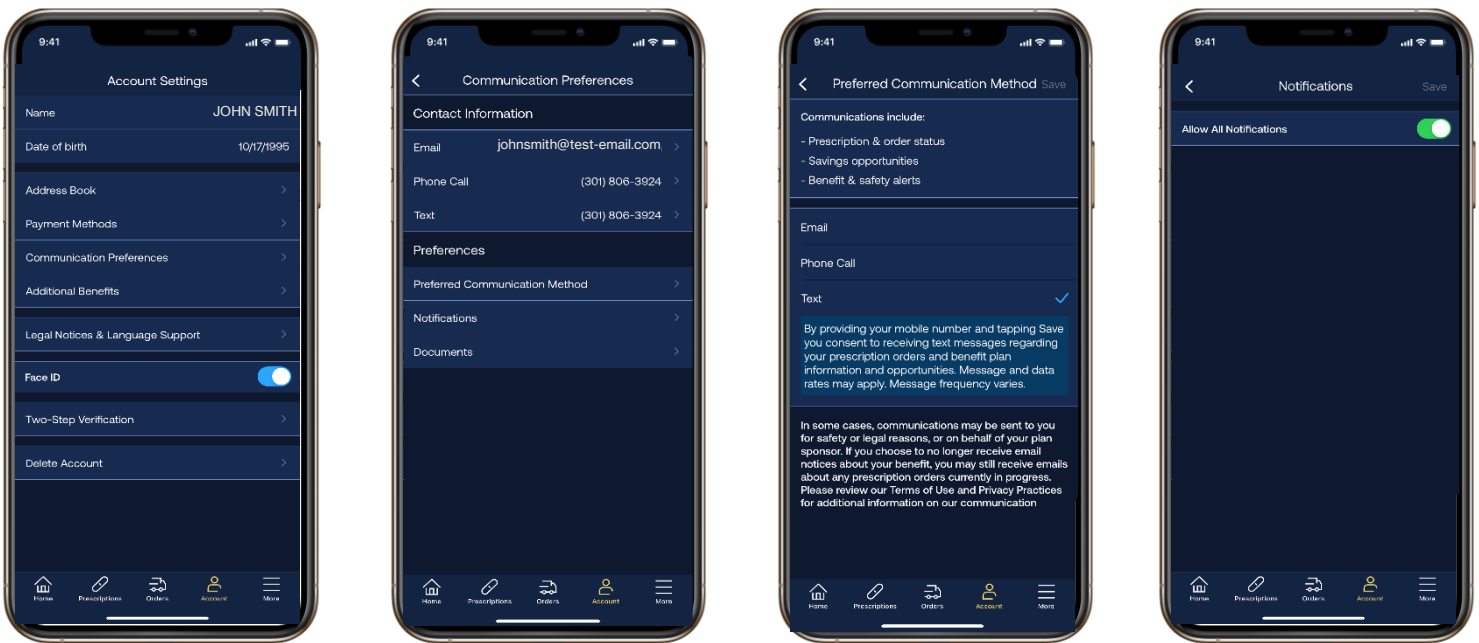 9:41
Account Settings
Name JOHN SMITH
Date of birth 10/17/1995
Address Book
Payment Methods
Communication Preferences
Additional Benefits
Legal Notices & Language Support
Face ID
Two-Step Verification
Delete Account
Home Prescriptions Orders Account More
9:41
Communication Preferences
Contact Information
Email johnsmith@test-email.com,
Phone Call (301) 806-3924
Text (301) 806-3924
Preferences
Preferred Communication Method
Notifications
Documents
Home Prescriptions Orders Account More
9:41
Preferred Communication Method Save
Communications include:
- Prescription & order status
- Savings opportunities
- Benefit & safety alerts
Email
Phone Call
Text
By providing your mobile number and tapping Save
you consent to receiving text messages regarding
your prescription orders and benefit plan
information and opportunities. Message and data
rates may apply. Message frequency varies.
In some cases, communications may be sent to you
for safety or legal reasons, or on behalf of your plan
sponsor. If you choose to no longer receive email
notices about your benefit, you may still receive emails
about any prescription orders currently in progress.
Please review our Terms of Use and Privacy Practices
for additional information on our communication
Home Prescriptions Orders Account More
9:41
Notifications Save
Allow All Notifications
Home Prescriptions Orders Account More